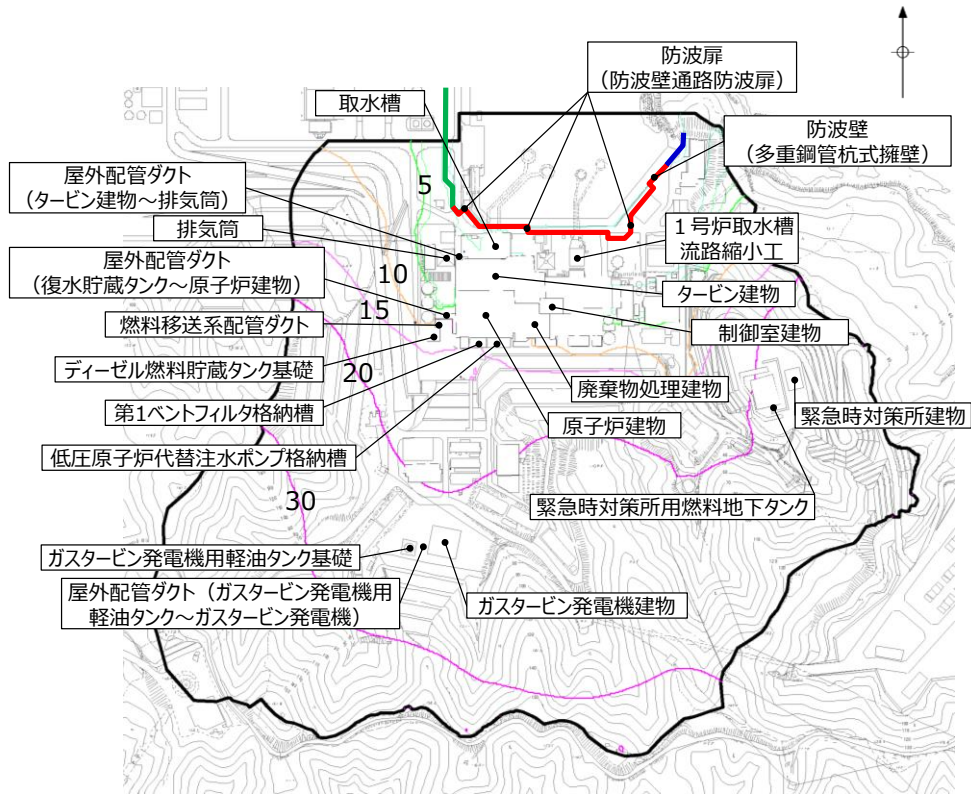 防波扉
(防波壁通路防波扉)
取水槽
防波壁
(多重鋼管杭式擁壁)
屋外配管ダクト
(タービン建物~排気筒)
5
排気筒
1号炉取水槽
流路縮小工
屋外配管ダクト
(復水貯蔵タンク~原子炉建物)
10
タービン建物
15
燃料移送系配管ダクト
制御室建物
ディーゼル燃料貯蔵タンク基礎
20
廃棄物処理建物
第1ベントフィルタ格納槽
緊急時対策所建物
原子炉建物
低圧原子炉代替注水ポンプ格納槽
30
緊急時対策所用燃料地下タンク
ガスタービン発電機用軽油タンク基礎
屋外配管ダクト(ガスタービン発電機用
軽油タンク~ガスタービン発電機)
ガスタービン発電機建物